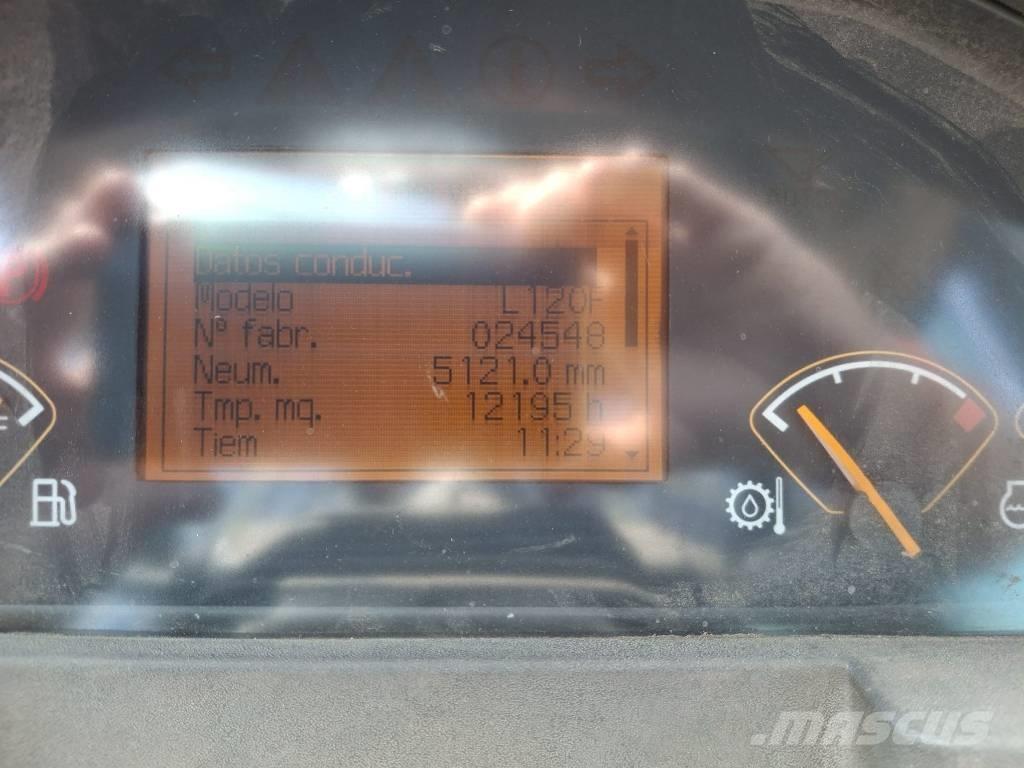 Datos conduc.
Modelo L120F
Nº fabr. 024548
Neum. 5121.0 mm
Tmp. mq. 12195 h
Tiem 11:29
MASCUS